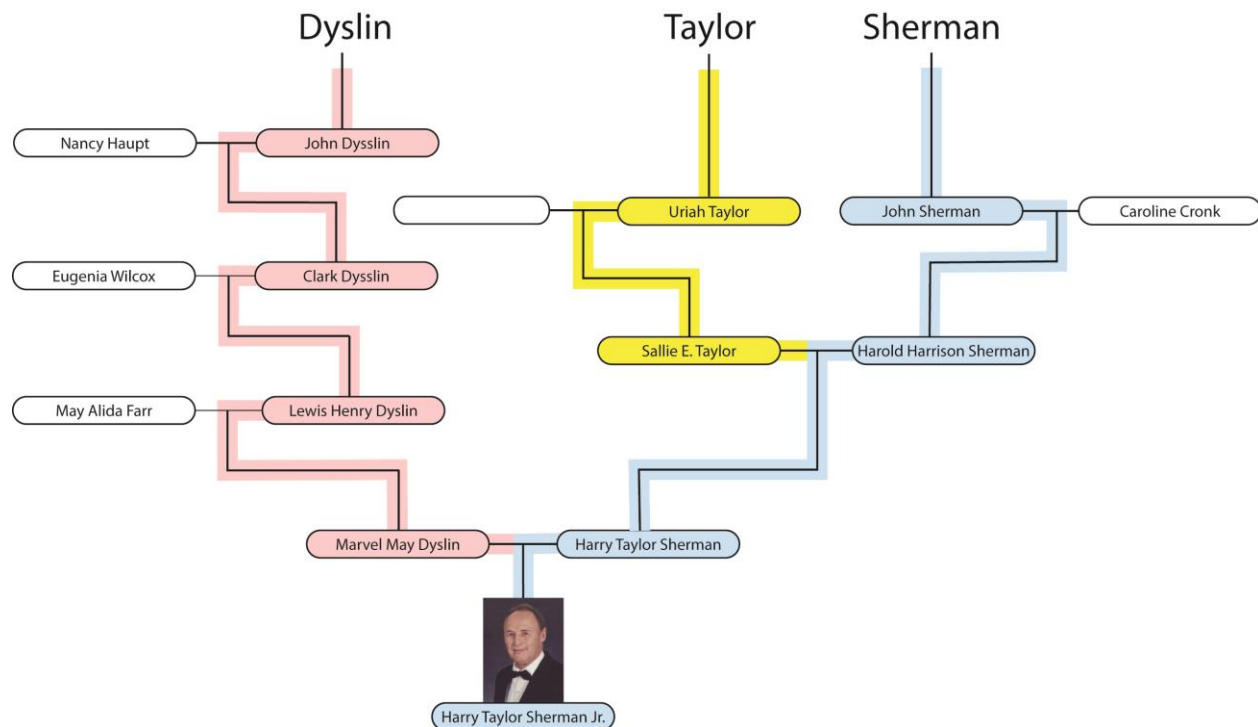 Dyslin
Taylor
Sherman
Nancy Haupt
John Dysslin
Uriah Taylor
John Sherman
Caroline Cronk
Eugenia Wilcox
Clark Dysslin
Sallie E. Taylor
Harold Harrison Sherman
May Alida Farr
Lewis Henry Dyslin
Marvel May Dyslin
Harry Taylor Sherman
Harry Taylor Sherman Jr.